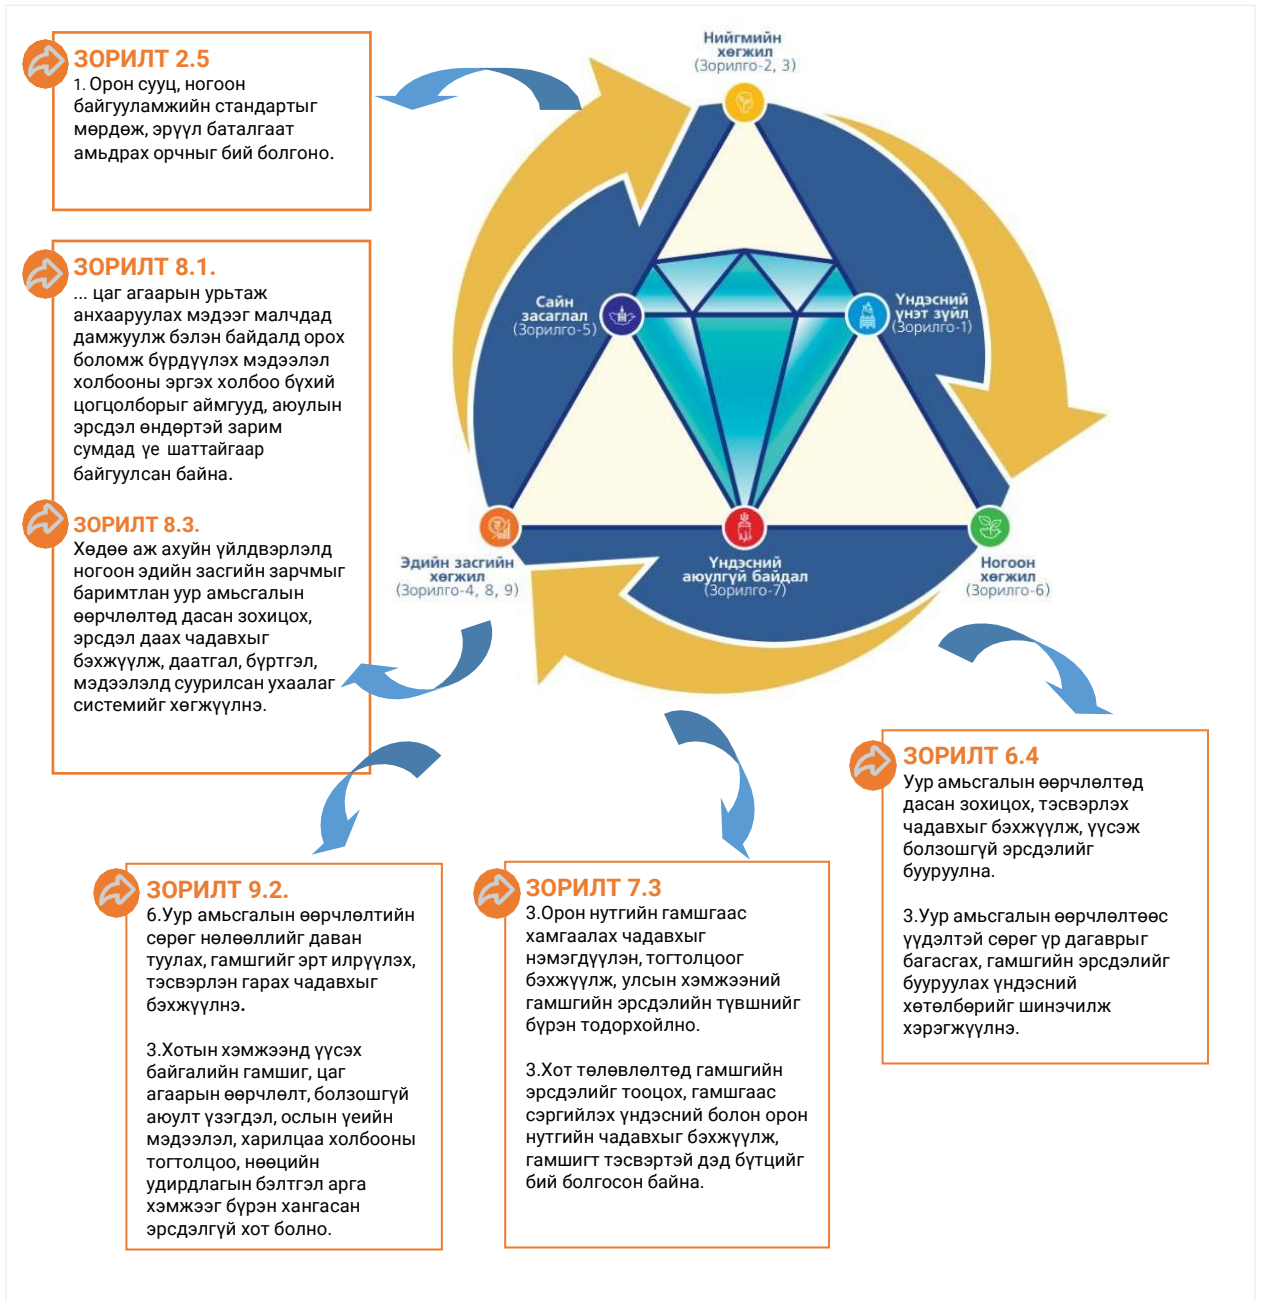 ЗОРИЛТ 2.5
1. Орон сууц, ногоон
байгууламжийн стандартыг
мөрдөж, эрүүл баталгаат
амьдрах орчныг бий болгоно.
Нийгмийн
хөгжил
(Зорилго-2, 3)
ЗОРИЛТ 8.1.
... цаг агаарын урьтаж
анхааруулах мэдээг малчдад
дамжуулж бэлэн байдалд орох
боломж бүрдүүлэх мэдээлэл
холбооны эргэх холбоо бүхий
цогцолборыг аймгууд, аюулын
эрсдэл өндөртэй зарим
сумдад үе шаттайгаар
байгуулсан байна.
ЗОРИЛТ 8.3.
Хөдөө аж ахуйн үйлдвэрлэлд
ногоон эдийн засгийн зарчмыг
баримтлан уур амьсгалын
өөрчлөлтөд дасан зохицох,
эрсдэл даах чадавхыг
бэхжүүлж, даатгал, бүртгэл,
мэдээлэлд суурилсан ухаалаг
системийг хөгжүүлнэ.
Сайн
засаглал
(Зорилго-5)
Үндэсний
үнэт зүйл
(Зорилго-1)
Эдийн засгийн
хөгжил
(Зорилго-4, 8, 9)
Үндэсний
аюулгүй байдал
(Зорилго-7)
Ногоон
хөгжил
(Зорилго-6)
ЗОРИЛТ 9.2.
6.Уур амьсгалын өөрчлөлтийн
сөрөг нөлөөллийг даван
туулах, гамшгийг эрт илрүүлэх,
тэсвэрлэн гарах чадавхыг
бэхжүүлнэ.
3.Хотын хэмжээнд үүсэх
байгалийн гамшиг, цаг
агаарын өөрчлөлт, болзошгүй
аюулт үзэгдэл, ослын үеийн
мэдээлэл, харилцаа холбооны
тогтолцоо, нөөцийн
удирдлагын бэлтгэл арга
хэмжээг бүрэн хангасан
эрсдэлгүй хот болно.
ЗОРИЛТ 7.3
3.Орон нутгийн гамшгаас
хамгаалах чадавхыг
нэмэгдүүлэн, тогтолцоог
бэхжүүлж, улсын хэмжээний
гамшгийн эрсдэлийн түвшнийг
бүрэн тодорхойлно.
3.Хот төлөвлөлтөд гамшгийн
эрсдэлийг тооцох, гамшгаас
сэргийлэх үндэсний болон орон
нутгийн чадавхыг бэхжүүлж,
гамшигт тэсвэртэй дэд бүтцийг
бий болгосон байна.
ЗОРИЛТ 6.4
Уур амьсгалын өөрчлөлтөд
дасан зохицох, тэсвэрлэх
чадавхыг бэхжүүлж, үүсэж
болзошгүй эрсдэлийг
бууруулна.
3.Уур амьсгалын өөрчлөлтөөс
үүдэлтэй сөрөг үр дагаврыг
багасгах, гамшгийн эрсдэлийг
бууруулах үндэсний
хөтөлбөрийг шинэчилж
хэрэгжүүлнэ.